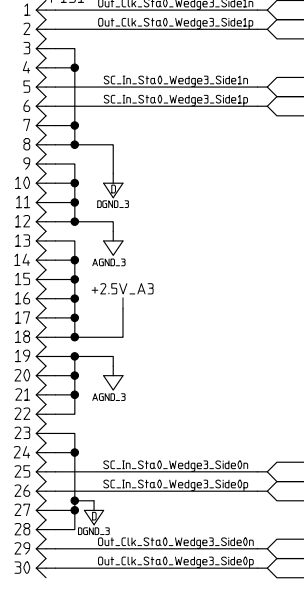 1 Out_Clk_Sta0_Wedge3_Side1n
2 Out_Clk_Sta0_Wedge3_Side1p
3
4
5 SC_In_Sta0_Wedge3_Side1n
6 SC_In_Sta0_Wedge3_Side1p
7
8
9
10 D
11 DGND_3
12
13
14 AGND_3
15
+2.5V_A3
16
17
18
19
20
21 AGND_3
22
23
24
25 SC_In_Sta0_Wedge3_Side0n
26 SC_In_Sta0_Wedge3_Side0p
27 D
28 DGND_3
29 Out_Clk_Sta0_Wedge3_Side0n
30 Out_Clk_Sta0_Wedge3_Side0p